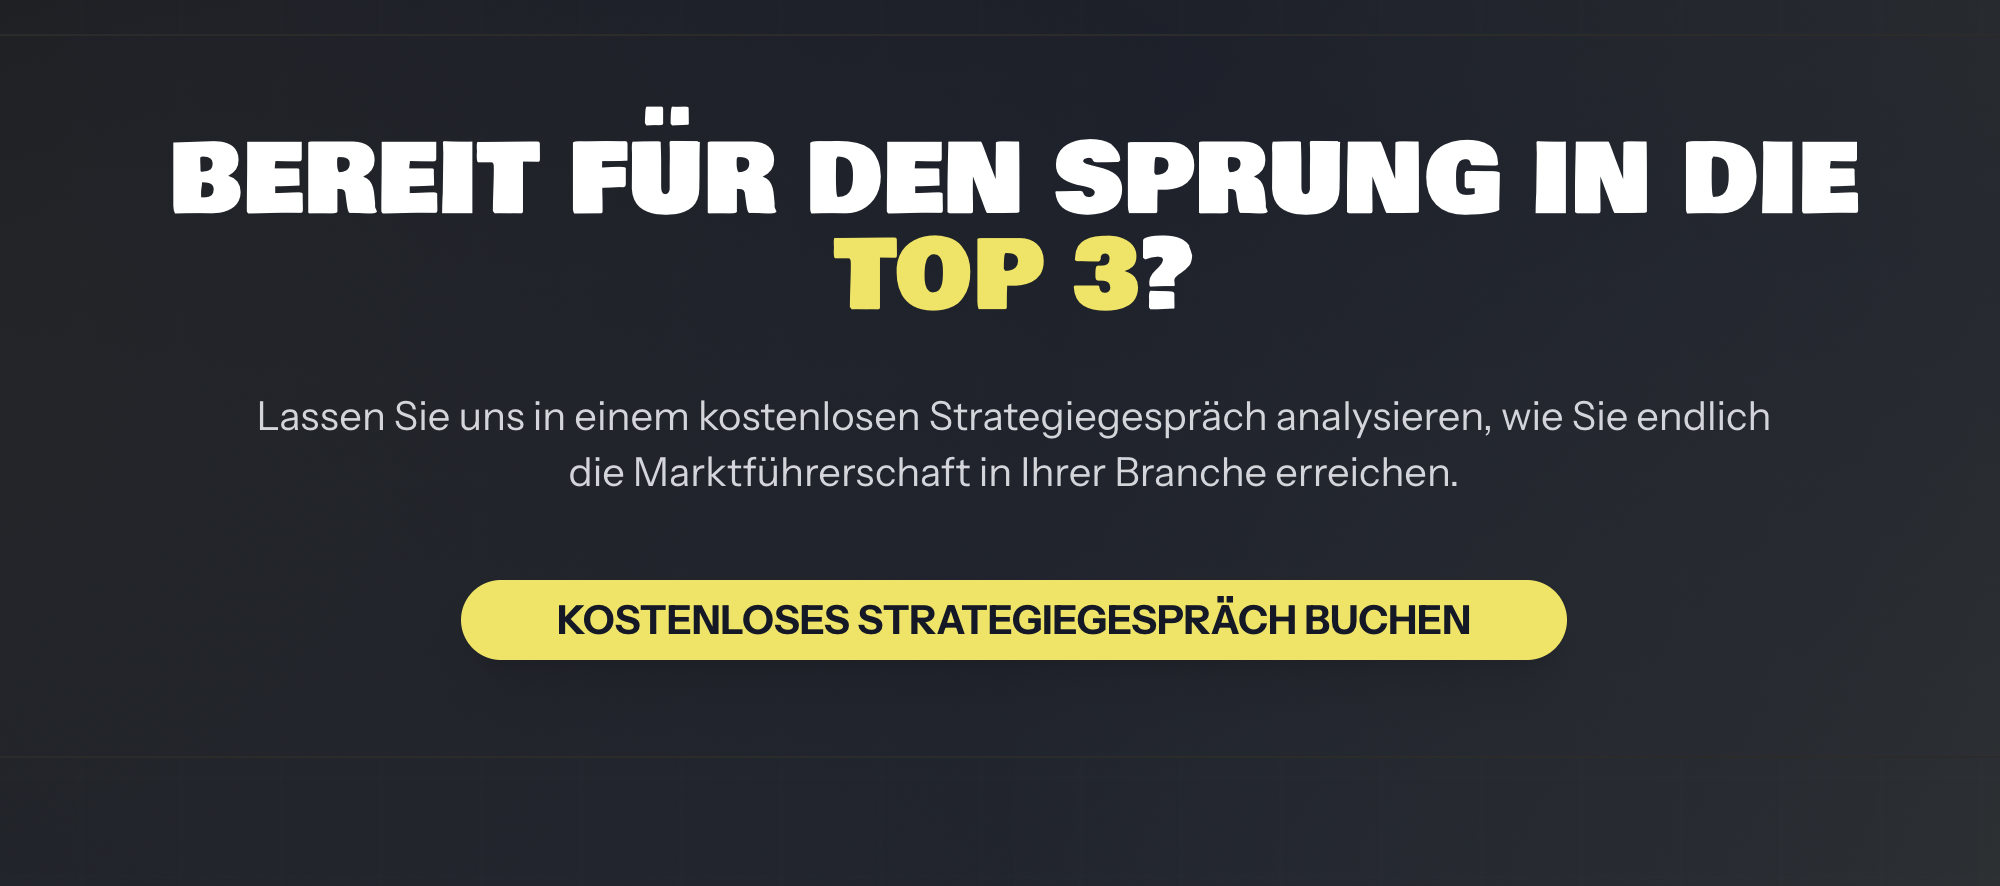 BEREIT FÜR DEN SPRUNG IN DIE
TOP 3?
Lassen Sie uns in einem kostenlosen Strategiegespräch analysieren, wie Sie endlich
die Marktführerschaft in Ihrer Branche erreichen.
KOSTENLOSES STRATEGIEGESPRÄCH BUCHEN